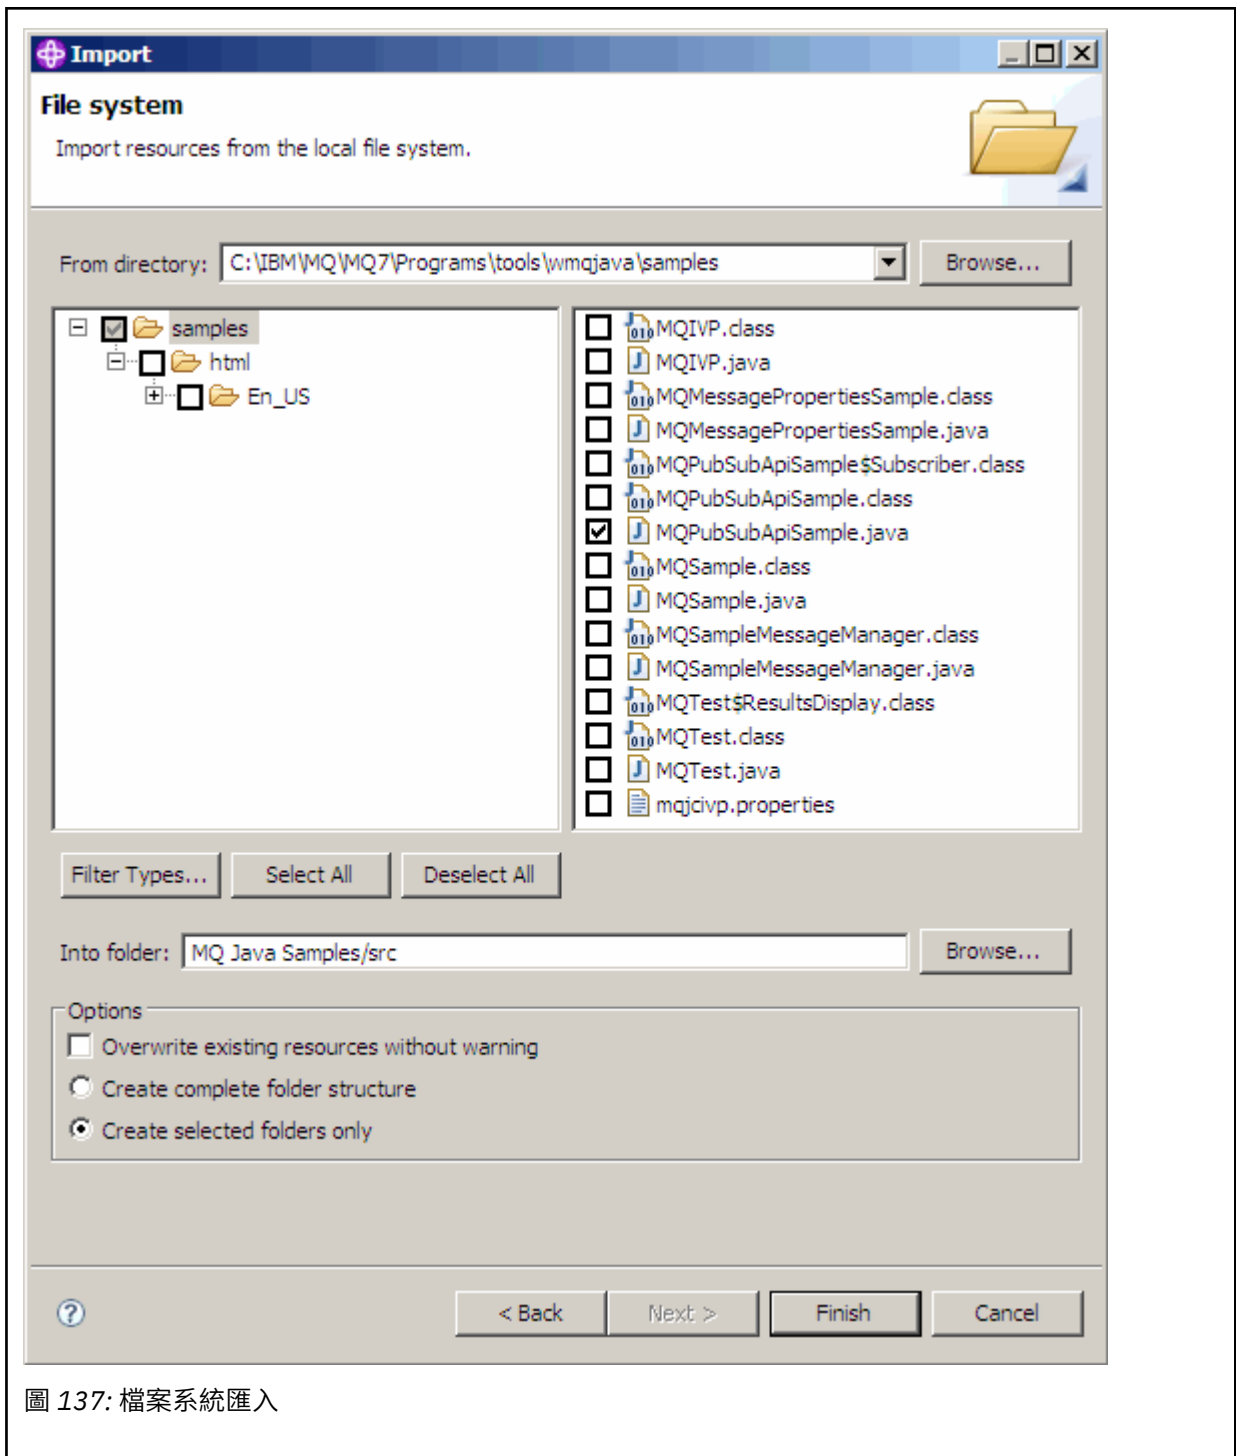 Import
File system
Import resources from the local file system.
From directory: C:\IBM\MQ\MQ7\Programs\tools\wmqjava\samples Browse...
samples
html
En_US
MQIVP.class
MQIVP.java
MQMessagePropertiesSample.class
MQMessagePropertiesSample.java
MQPubSubApiSample$Subscriber.class
MQPubSubApiSample.class
MQPubSubApiSample.java
MQSample.class
MQSample.java
MQSampleMessageManager.class
MQSampleMessageManager.java
MQTest$ResultsDisplay.class
MQTest.class
MQTest.java
mqjcivp.properties
Filter Types... Select All Deselect All
Into folder: MQ Java Samples/src Browse...
Options
Overwrite existing resources without warning
Create complete folder structure
Create selected folders only
< Back Next > Finish Cancel
圖 137: 檔案系統匯入